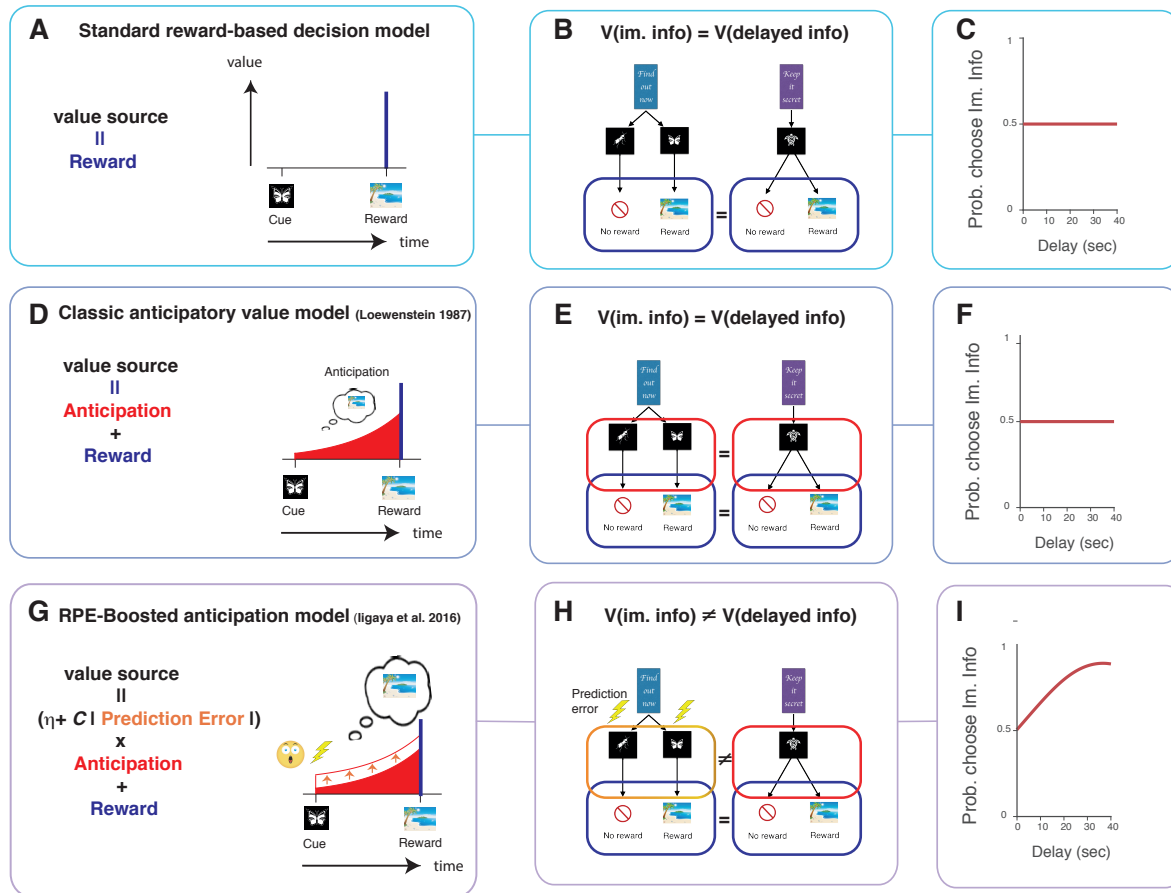 A Standard reward-based decision model
value
value source
=
Reward
Cue
Reward
time
B V(im. info) = V(delayed info)
Find
out
now
Keep
it
secret
=
No reward
Reward
No reward
Reward
C
Prob. choose Im. Info
1
0.5
0
0 10 20 30 40
Delay (sec)
D Classic anticipatory value model (Loewenstein 1987)
value source
=
Anticipation
+
Reward
Anticipation
Cue
Reward
time
E V(im. info) = V(delayed info)
Find
out
now
Keep
it
secret
=
=
No reward
Reward
No reward
Reward
F
Prob. choose Im. Info
1
0.5
0
0 10 20 30 40
Delay (sec)
G RPE-Boosted anticipation model (Iigaya et al. 2016)
value source
=
(η+ C | Prediction Error |)
x
Anticipation
+
Reward
Cue
Reward
time
H V(im. info) ≠ V(delayed info)
Find
out
now
Keep
it
secret
Prediction
error
≠
=
No reward
Reward
No reward
Reward
I
Prob. choose Im. Info
1
0.5
0
0 10 20 30 40
Delay (sec)